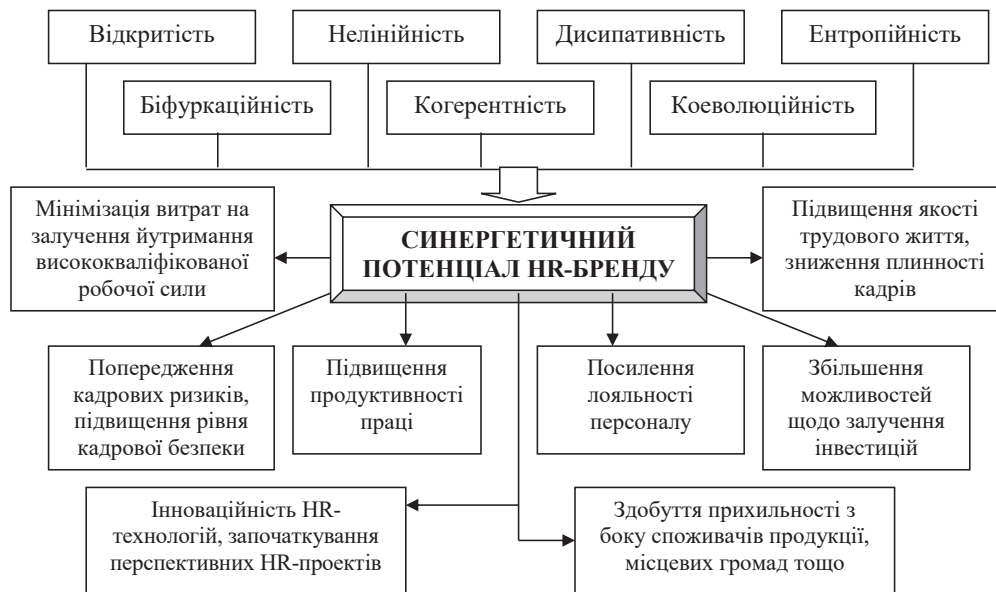 Відкритість
Нелінійність
Дисипативність
Ентропійність
Біфуркаційність
Когерентність
Коеволюційність
Мінімізація витрат на
залучення йутримання
висококваліфікованої
робочої сили
СИНЕРГЕТИЧНИЙ
ПОТЕНЦІАЛ HR-БРЕНДУ
Підвищення якості
трудового життя,
зниження плинності
кадрів
Попередження
кадрових ризиків,
підвищення рівня
кадрової безпеки
Підвищення
продуктивності
праці
Посилення
лояльності
персоналу
Збільшення
можливостей
щодо залучення
інвестицій
Інноваційність HR-
технологій, започаткування
перспективних HR-проектів
Здобуття прихильності з
боку споживачів продукції,
місцевих громад тощо